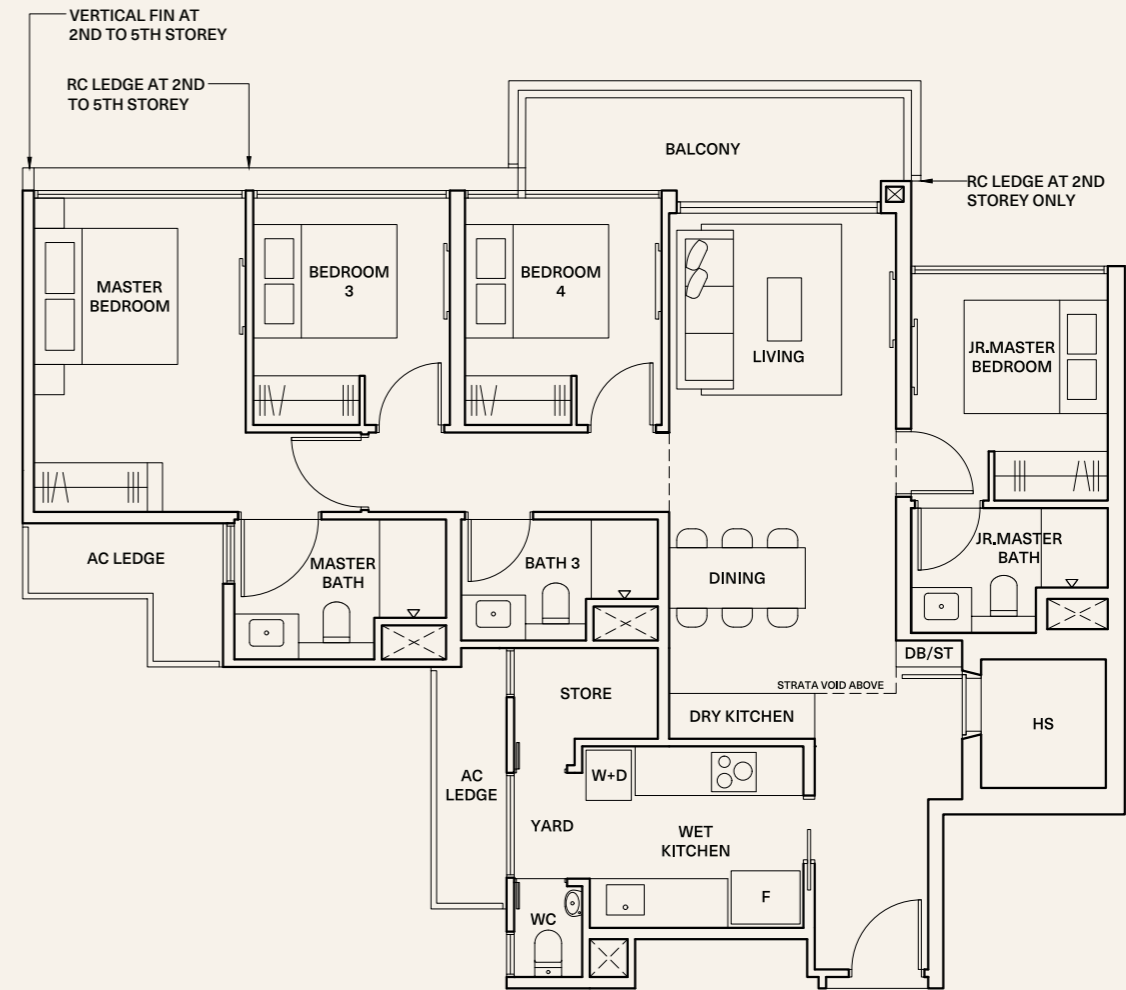 VERTICAL FIN AT
2ND TO 5TH STOREY
RC LEDGE AT 2ND
TO 5TH STOREY
BALCONY
RC LEDGE AT 2ND
STOREY ONLY
MASTER
BEDROOM
BEDROOM
3
BEDROOM
4
LIVING
JR.MASTER
BEDROOM
AC LEDGE
MASTER
BATH
BATH 3
DINING
JR.MASTER
BATH
DB/ST
STRATA VOID ABOVE
STORE
DRY KITCHEN
HS
AC
LEDGE
W+D
YARD
WET
KITCHEN
F
WC